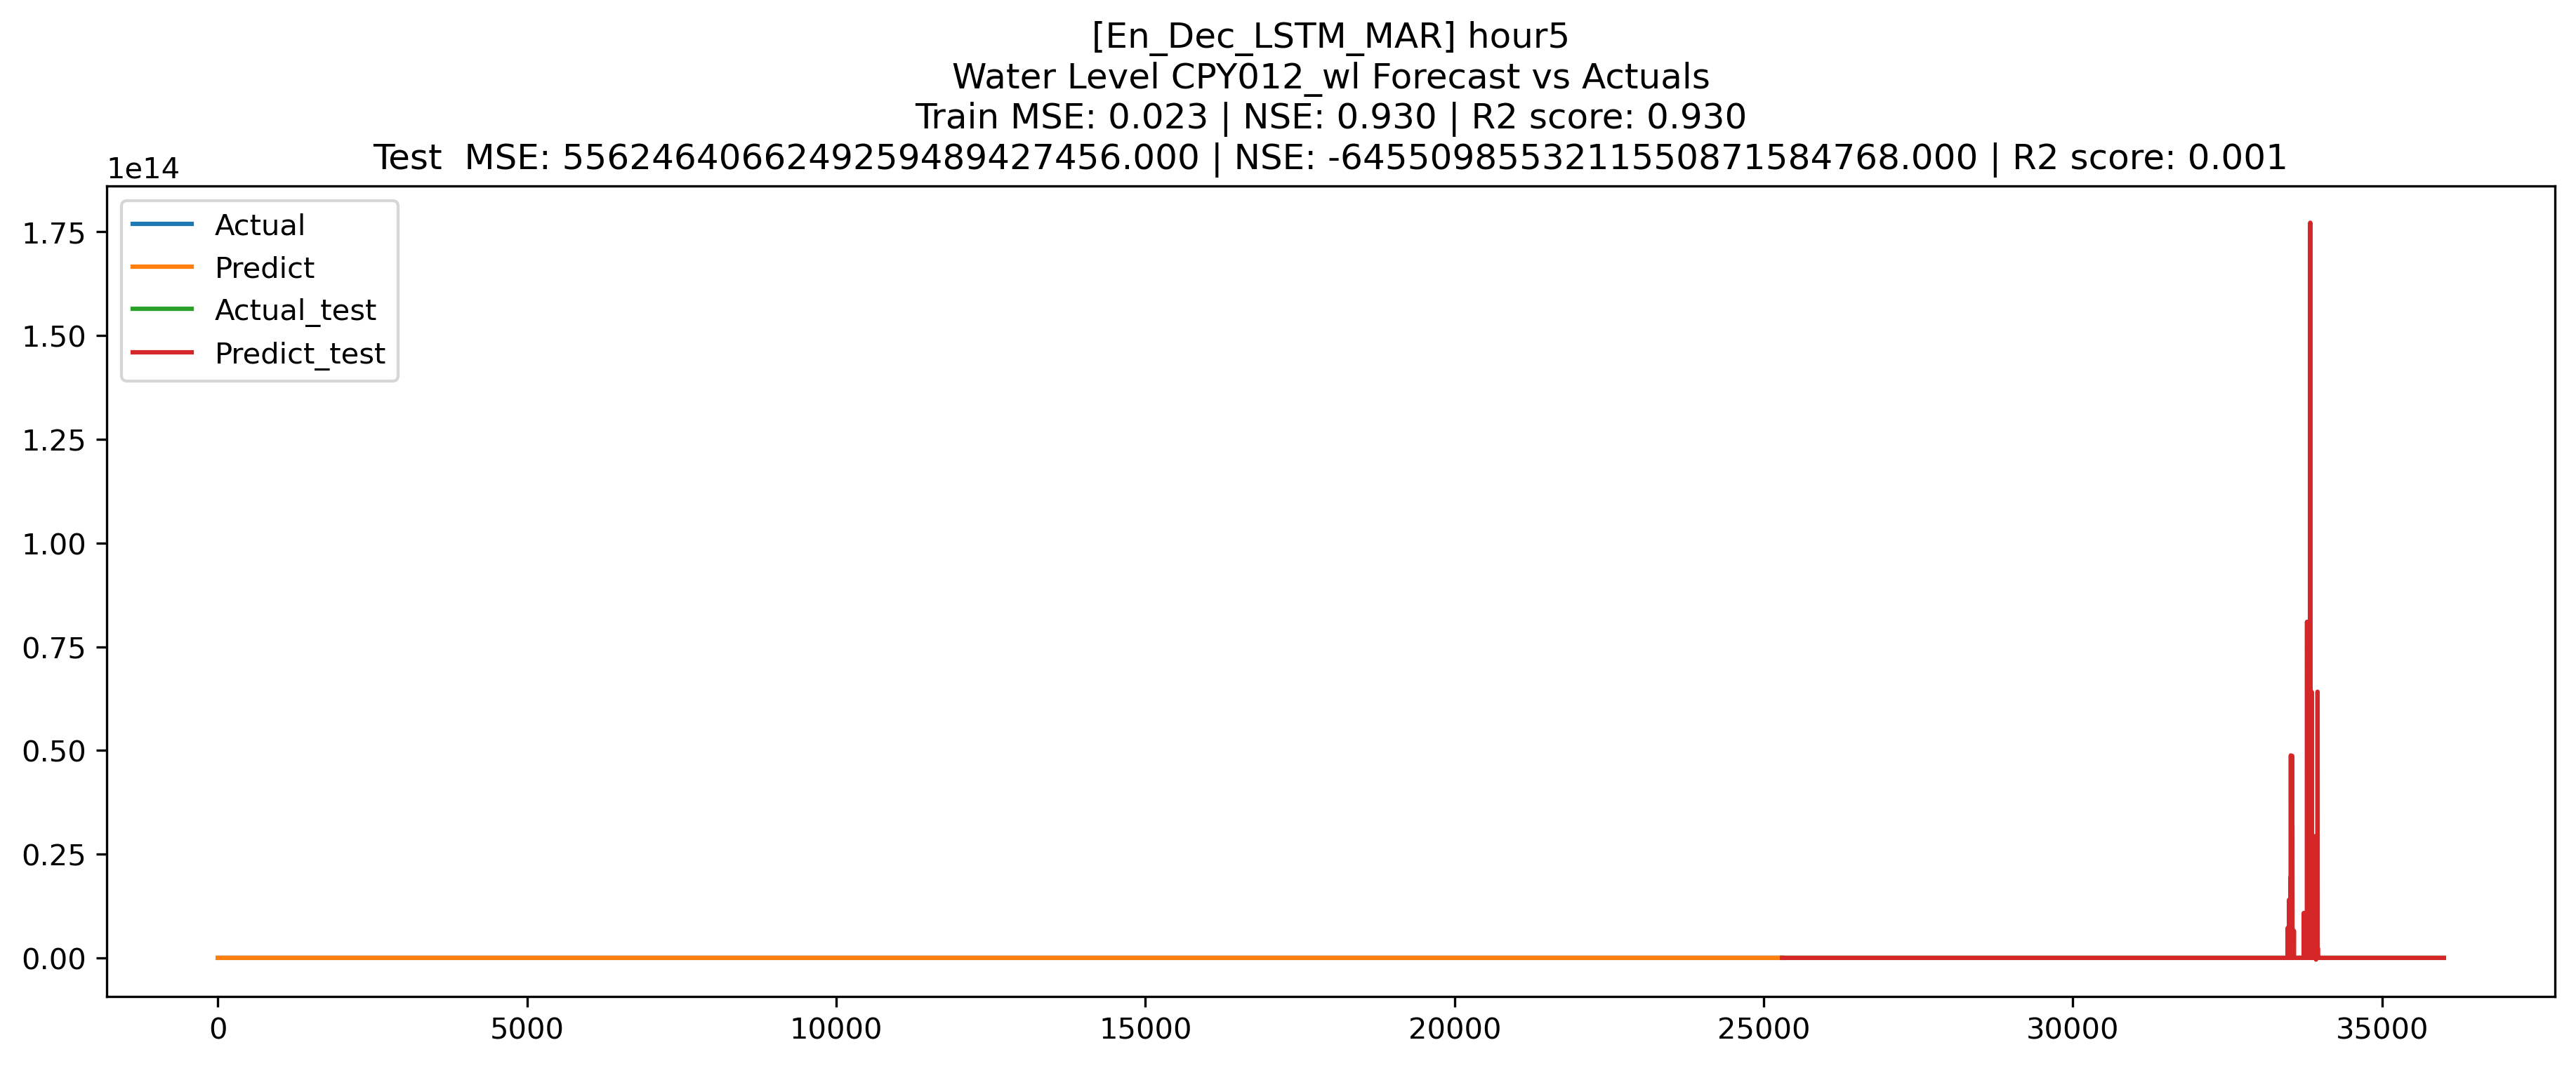 [En_Dec_LSTM_MAR] hour5
Water Level CPY012_wl Forecast vs Actuals
Train MSE: 0.023 | NSE: 0.930 | R2 score: 0.930
Test  MSE: 5562464066249259489427456.000 | NSE: -6455098553211550871584768.000 | R2 score: 0.001
1e14
Actual
Predict
Actual_test
Predict_test
1.75
1.50
1.25
1.00
0.75
0.50
0.25
0.00
0 5000 10000 15000 20000 25000 30000 35000